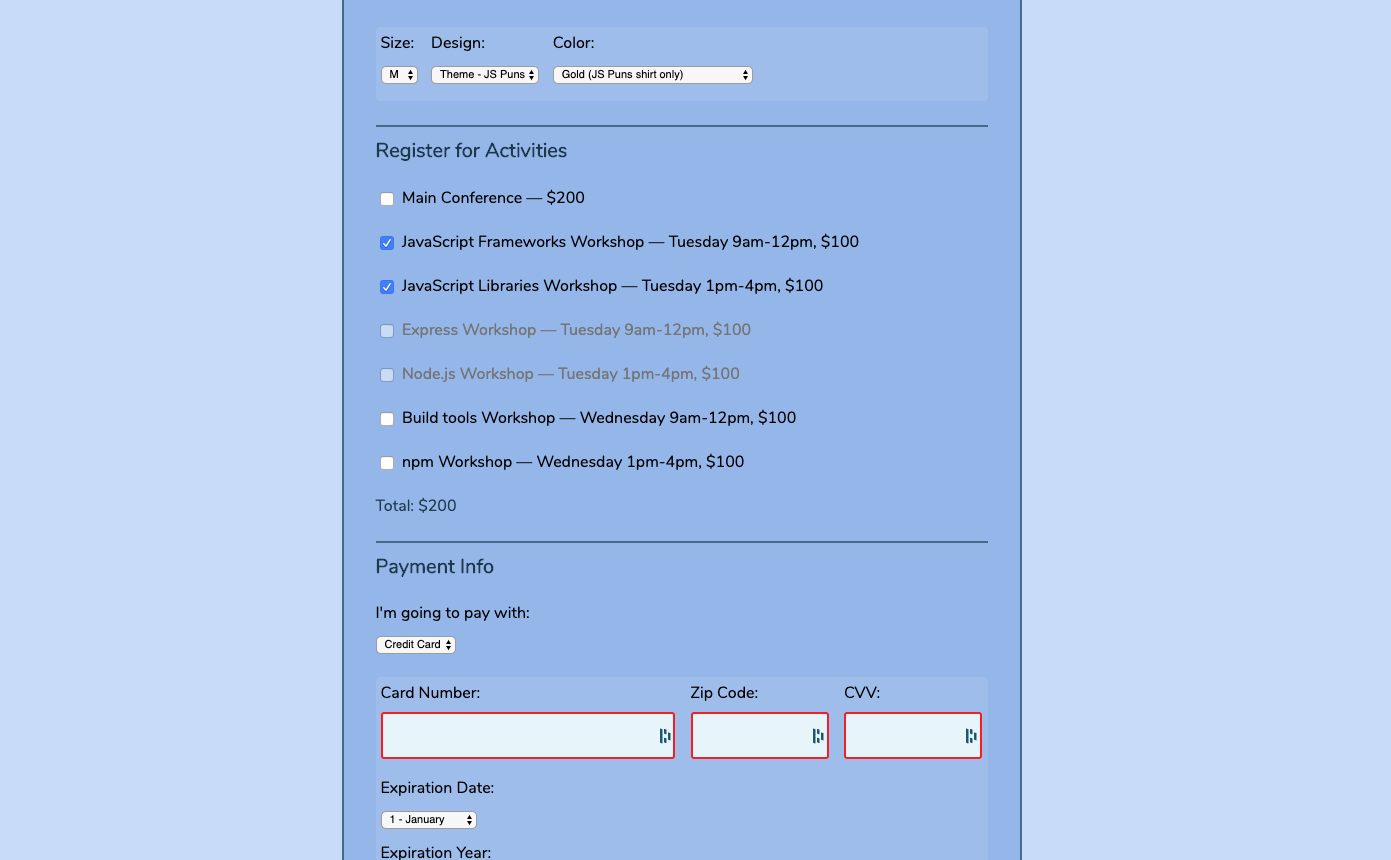 Size: Design: Color:
M Theme - JS Puns Gold (JS Puns shirt only)
Register for Activities
Main Conference — $200
JavaScript Frameworks Workshop — Tuesday 9am-12pm, $100
JavaScript Libraries Workshop — Tuesday 1pm-4pm, $100
Express Workshop — Tuesday 9am-12pm, $100
Node.js Workshop — Tuesday 1pm-4pm, $100
Build tools Workshop — Wednesday 9am-12pm, $100
npm Workshop — Wednesday 1pm-4pm, $100
Total: $200
Payment Info
I'm going to pay with:
Credit Card
Card Number: Zip Code: CVV:
Expiration Date:
1 - January
Expiration Year: